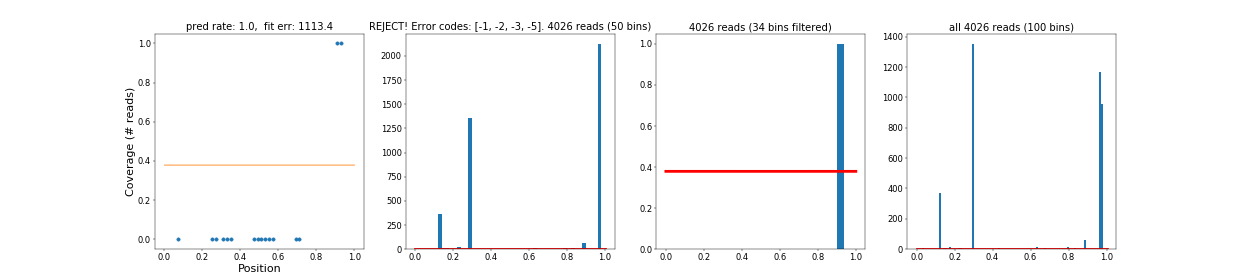 pred rate: 1.0,  fit err: 1113.4
Coverage (# reads)
1.0
0.8
0.6
0.4
0.2
0.0
0.0 0.2 0.4 0.6 0.8 1.0
Position
REJECT! Error codes: [-1, -2, -3, -5]. 4026 reads (50 bins)
2000
1750
1500
1250
1000
750
500
250
0
0.0 0.2 0.4 0.6 0.8 1.0
4026 reads (34 bins filtered)
1.0
0.8
0.6
0.4
0.2
0.0
0.0 0.2 0.4 0.6 0.8 1.0
all 4026 reads (100 bins)
1400
1200
1000
800
600
400
200
0
0.0 0.2 0.4 0.6 0.8 1.0